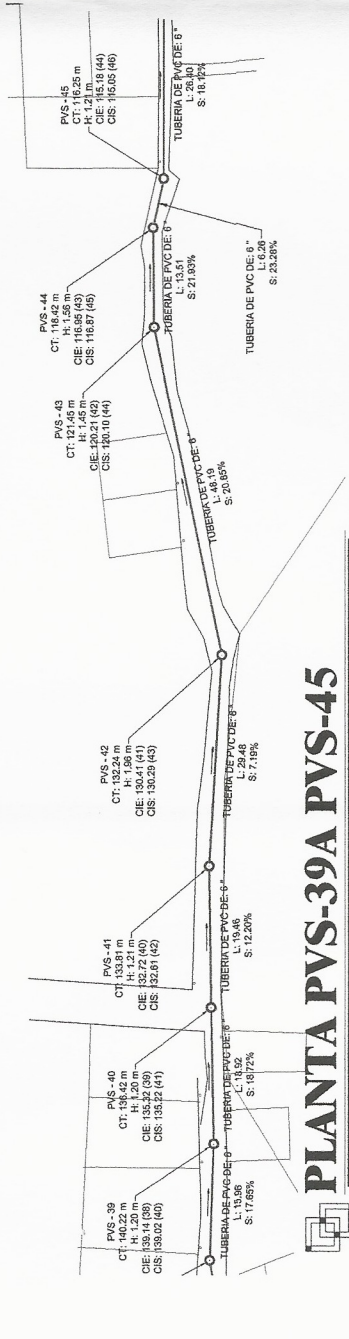 PVS - 39
CT: 140.22 m
H: 1.20 m
CIE: 139.14 (38)
CIS: 139.02 (40)
PVS - 40
CT: 136.42 m
H: 1.20 m
CIE: 135.32 (39)
CIS: 135.22 (41)
PVS - 41
CT: 133.81 m
H: 1.21 m
CIE: 132.72 (40)
CIS: 132.61 (42)
PVS - 42
CT: 132.24 m
H: 1.96 m
CIE: 130.41 (41)
CIS: 130.29 (43)
PVS - 43
CT: 121.45 m
H: 1.45 m
CIE: 120.21 (42)
CIS: 120.10 (44)
PVS - 44
CT: 118.42 m
H: 1.56 m
CIE: 116.95 (43)
CIS: 116.87 (45)
PVS - 45
CT: 116.25 m
H: 1.21 m
CIE: 115.18 (44)
CIS: 115.05 (46)
TUBERIA DE PVC DE: 6 "
L: 15.96
S: 17.65%
TUBERIA DE PVC DE: 6 "
L: 18.92
S: 18.72%
TUBERIA DE PVC DE: 6 "
L: 19.46
S: 12.20%
TUBERIA DE PVC DE: 6 "
L: 29.48
S: 7.19%
TUBERIA DE PVC DE: 6 "
L: 48.19
S: 20.65%
TUBERIA DE PVC DE: 6 "
L: 13.51
S: 21.93%
TUBERIA DE PVC DE: 6 "
L: 6.26
S: 23.28%
TUBERIA DE PVC DE: 6 "
L: 26.40
S: 18.12%
PLANTA PVS-39A PVS-45